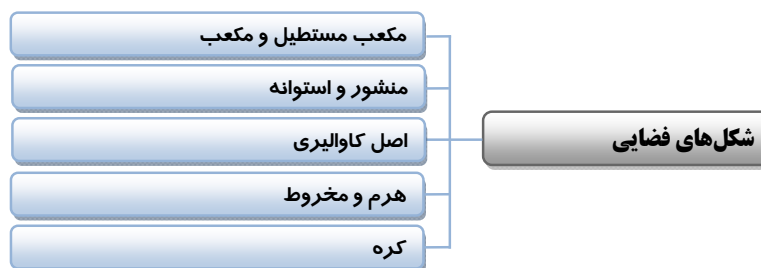 شکل‌های فضایی
مکعب مستطیل و مکعب
منشور و استوانه
اصل کاوالیری
هرم و مخروط
کره